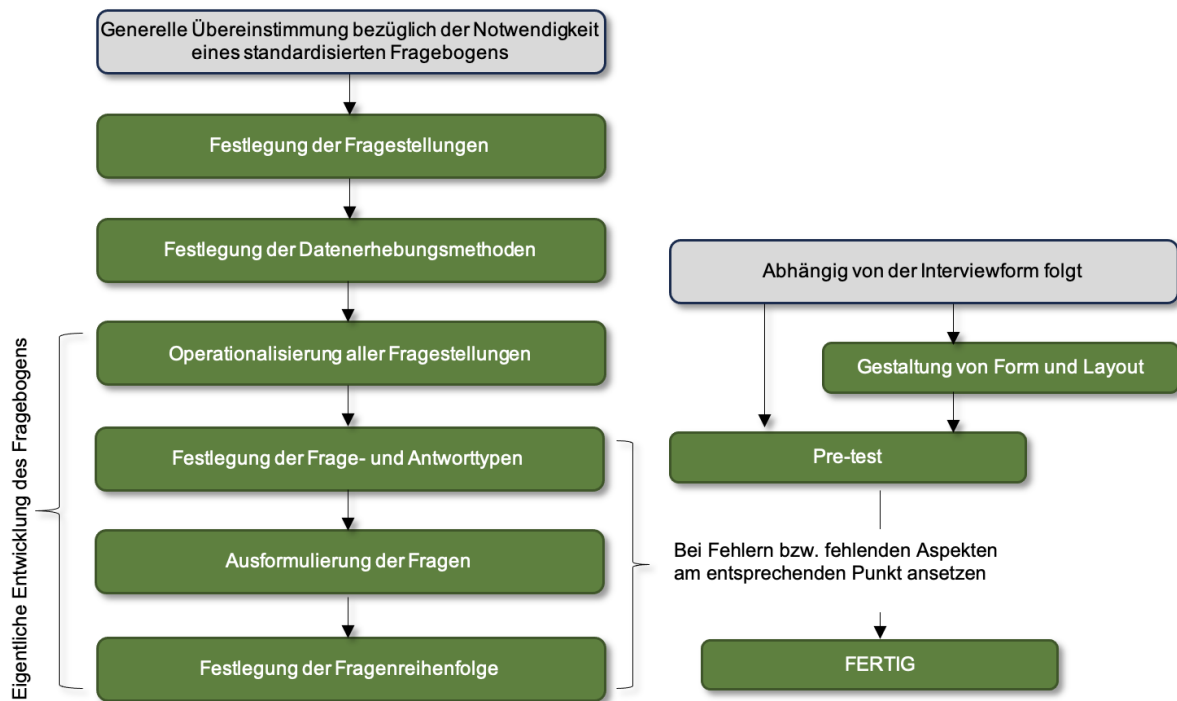 Generelle Übereinstimmung bezüglich der Notwendigkeit
eines standardisierten Fragebogens
Festlegung der Fragestellungen
Festlegung der Datenerhebungsmethoden
Eigentliche Entwicklung des Fragebogens
Operationalisierung aller Fragestellungen
Festlegung der Frage- und Antworttypen
Ausformulierung der Fragen
Festlegung der Fragenreihenfolge
Abhängig von der Interviewform folgt
Gestaltung von Form und Layout
Pre-test
Bei Fehlern bzw. fehlenden Aspekten
am entsprechenden Punkt ansetzen
FERTIG